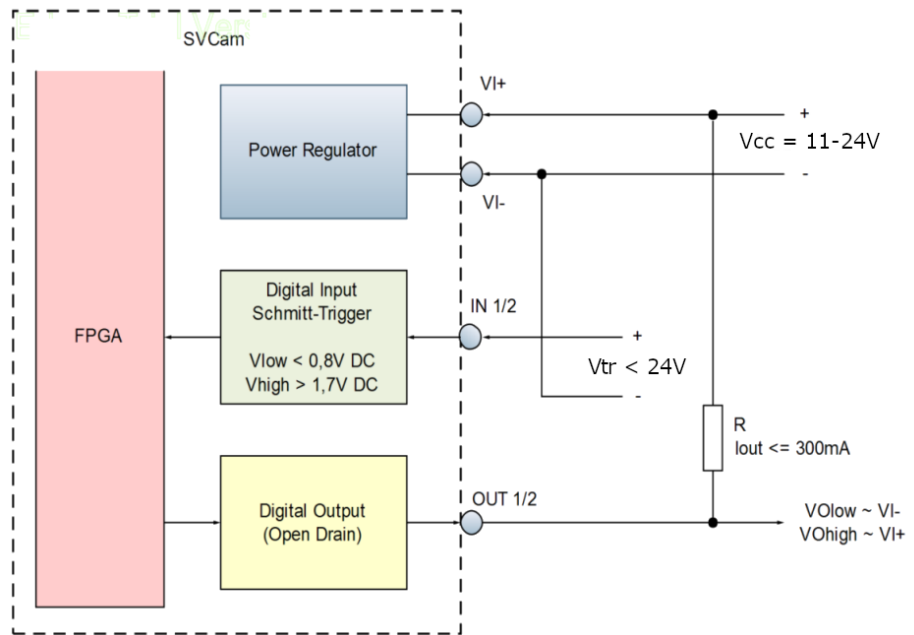 SVCam
VI+
+
Power Regulator
Vcc = 11-24V
-
VI-
Digital Input
Schmitt-Trigger
IN 1/2
FPGA
+
Vlow < 0,8V DC
Vhigh > 1,7V DC
Vtr < 24V
-
R
Iout <= 300mA
OUT 1/2
Digital Output
(Open Drain)
VOlow ~ VI-
VOhigh ~ VI+